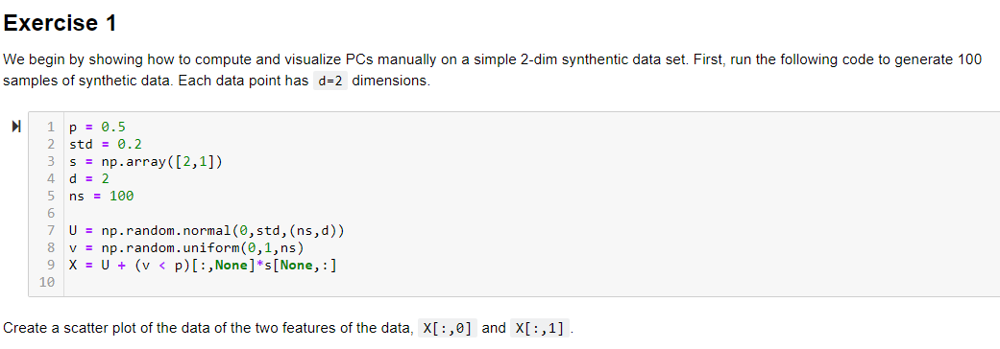 Exercise 1
We begin by showing how to compute and visualize PCs manually on a simple 2-dim synthentic data set. First, run the following code to generate 100
samples of synthetic data. Each data point has d=2 dimensions.
1 p = 0.5
2 std = 0.2
3 s = np.array([2,1])
4 d = 2
5 ns = 100
6
7 U = np.random.normal(0,std,(ns,d))
8 v = np.random.uniform(0,1,ns)
9 X = U + (v < p)[:,None]*s[None,:]
10
Create a scatter plot of the data of the two features of the data, X[:,0] and X[:,1] .